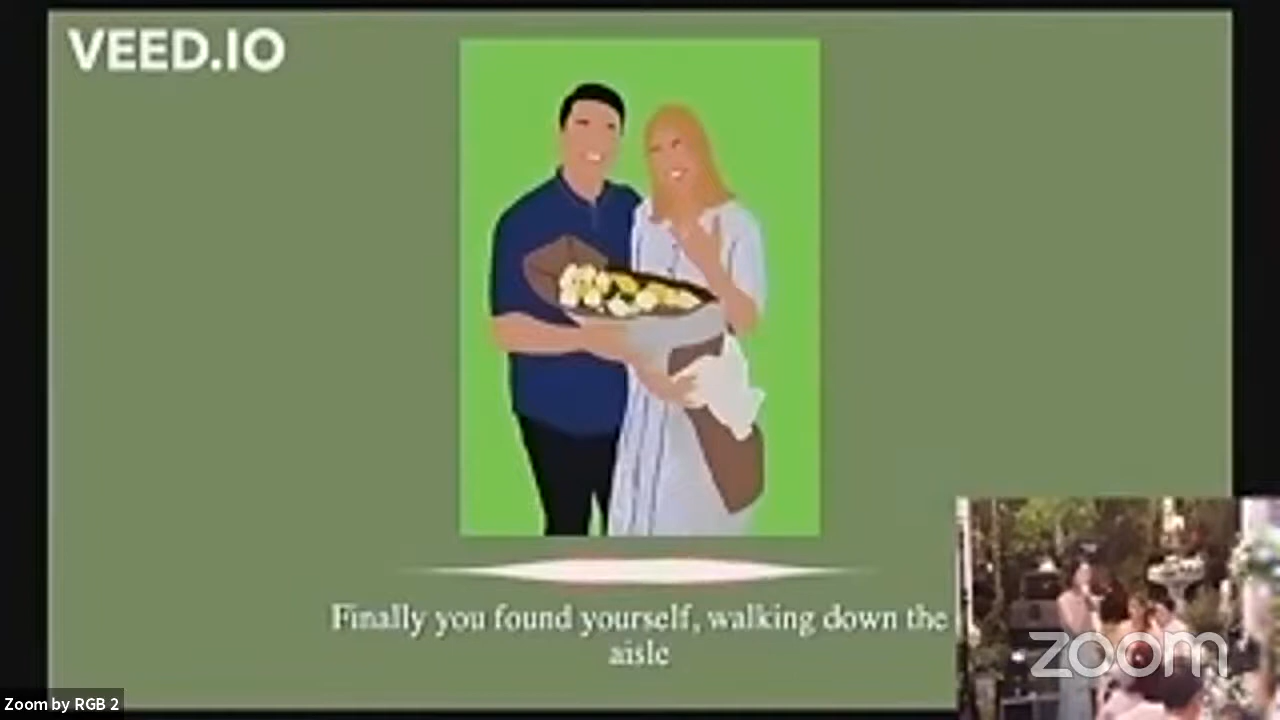 VEED.IO
Finally you found yourself, walking down the
aisle
zoom
Zoom by RGB 2